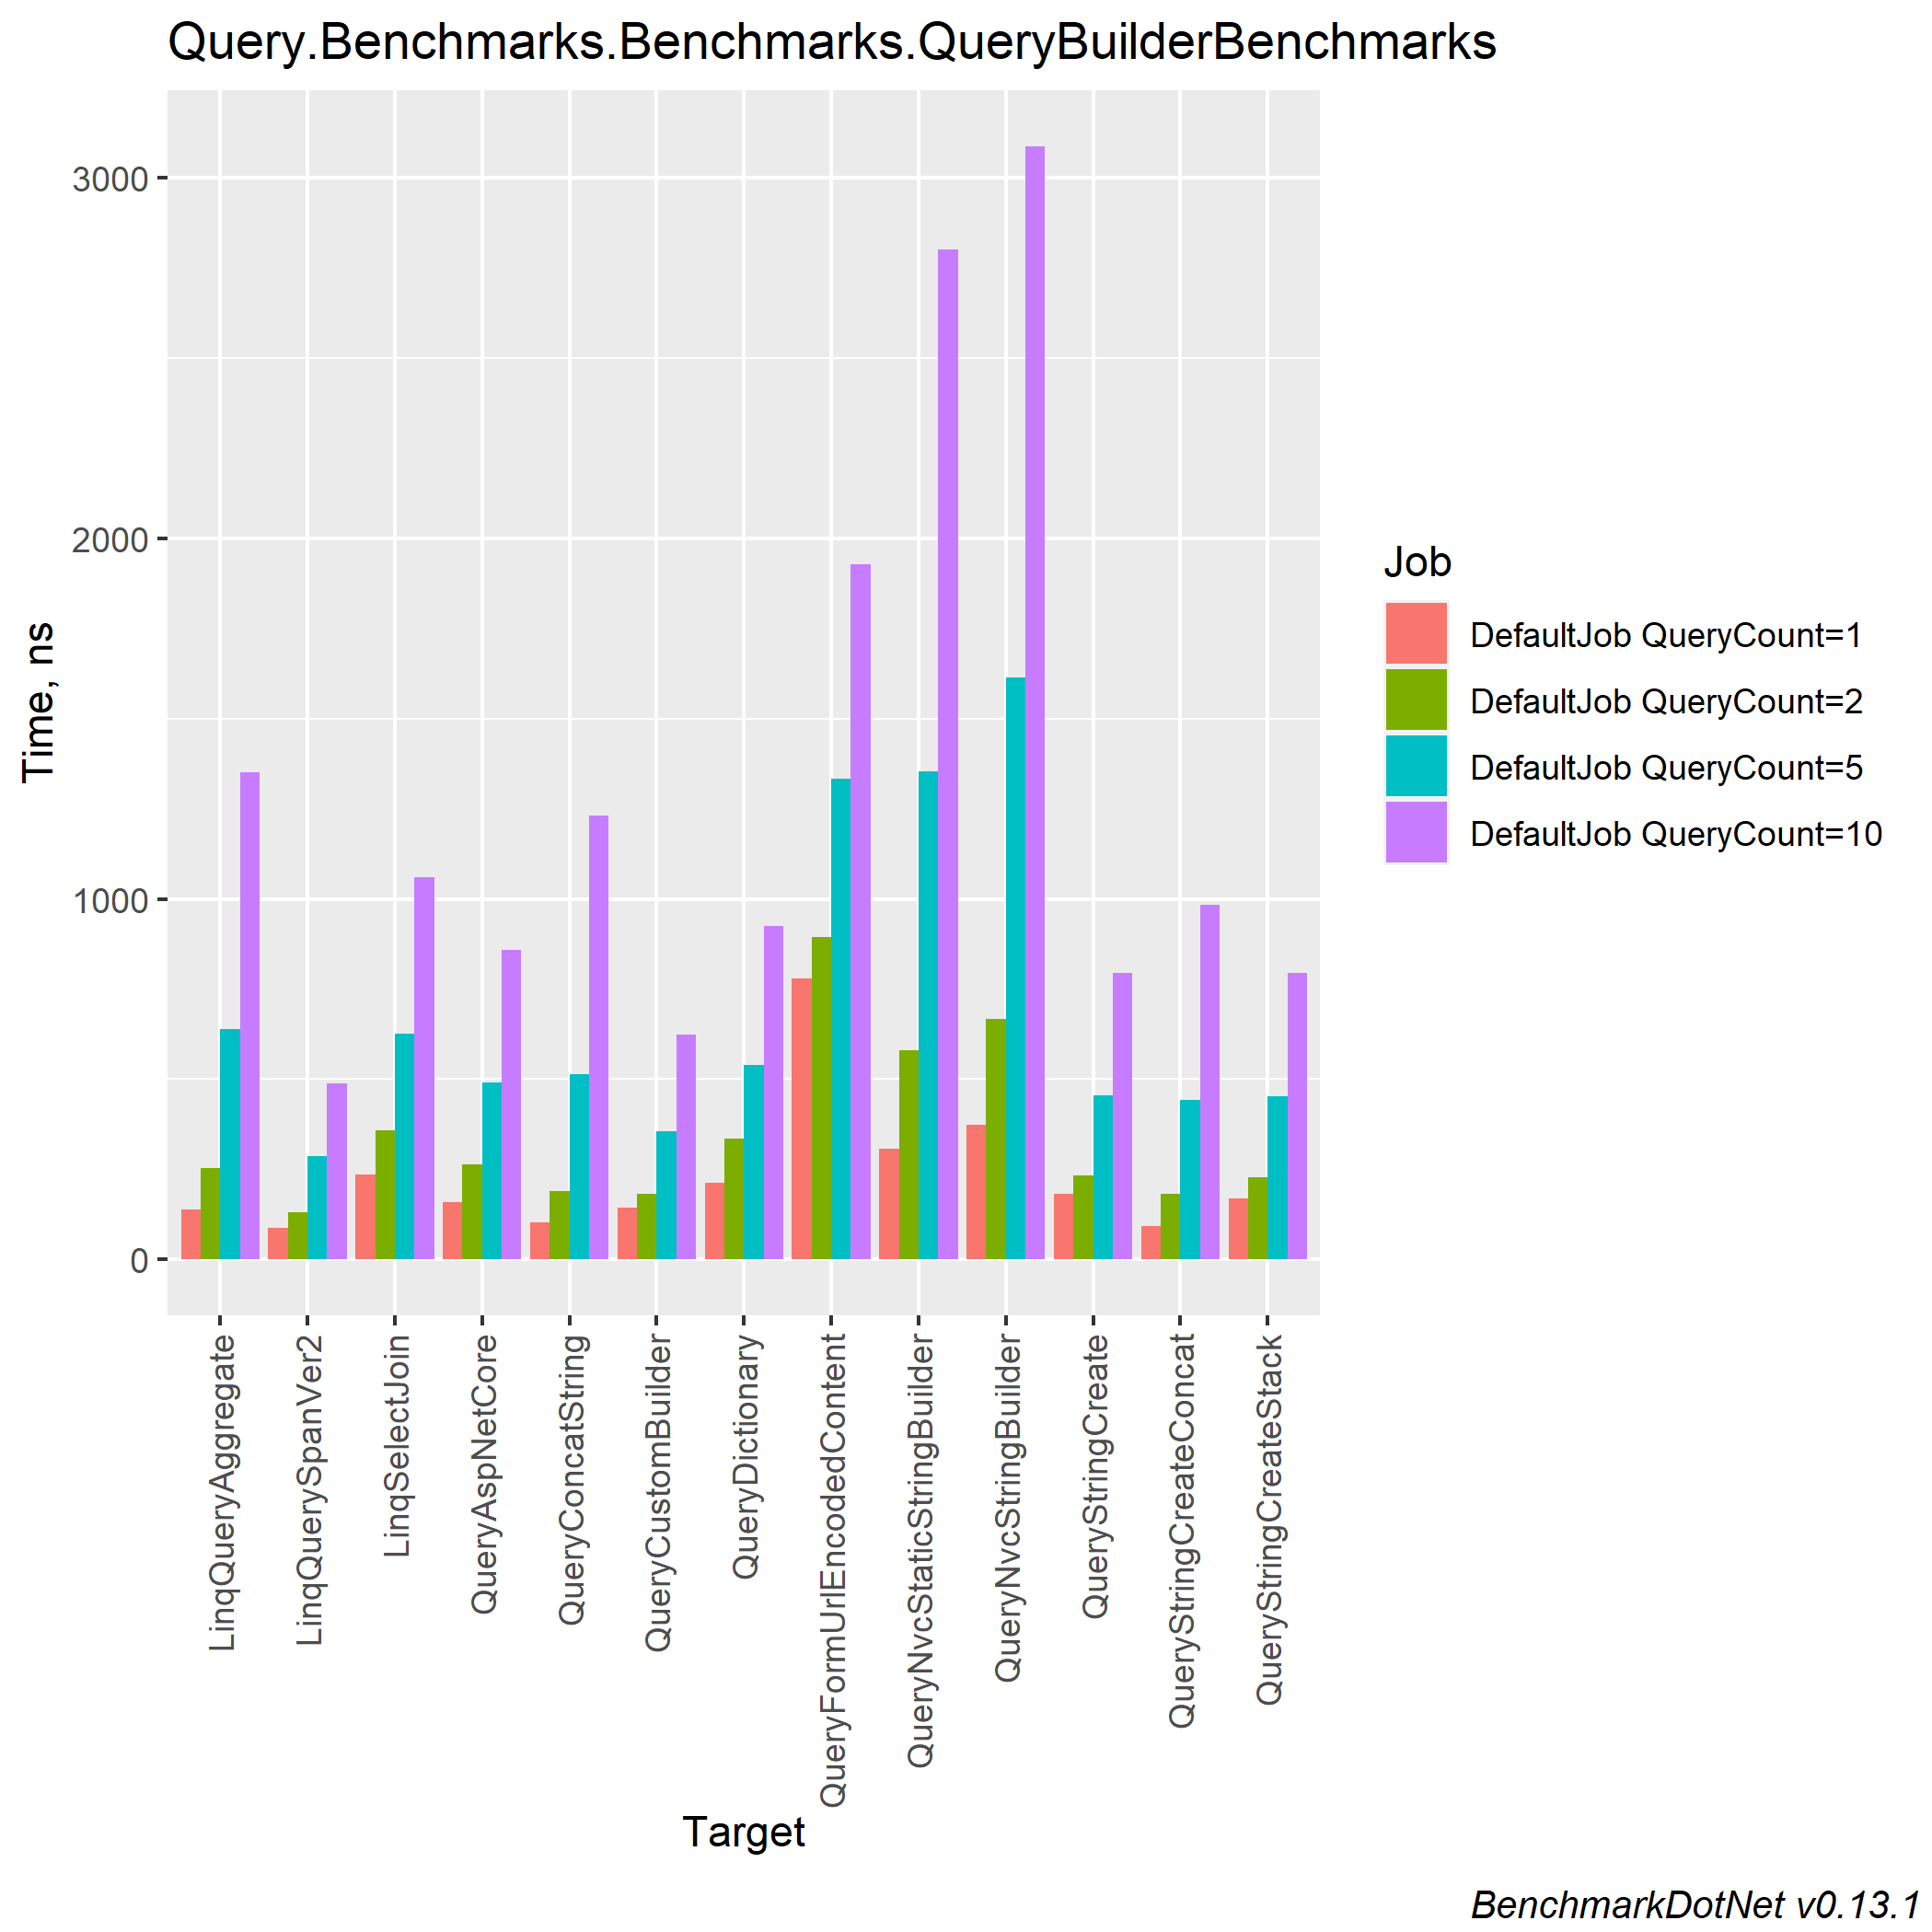 Query.Benchmarks.Benchmarks.QueryBuilderBenchmarks
3000
2000
1000
0
Time, ns
LinqQueryAggregate
LinqQuerySpanVer2
LinqSelectJoin
QueryAspNetCore
QueryConcatString
QueryCustomBuilder
QueryDictionary
QueryFormUrlEncodedContent
QueryNvcStaticStringBuilder
QueryNvcStringBuilder
QueryStringCreate
QueryStringCreateConcat
QueryStringCreateStack
Target
Job
DefaultJob QueryCount=1
DefaultJob QueryCount=2
DefaultJob QueryCount=5
DefaultJob QueryCount=10
BenchmarkDotNet v0.13.1